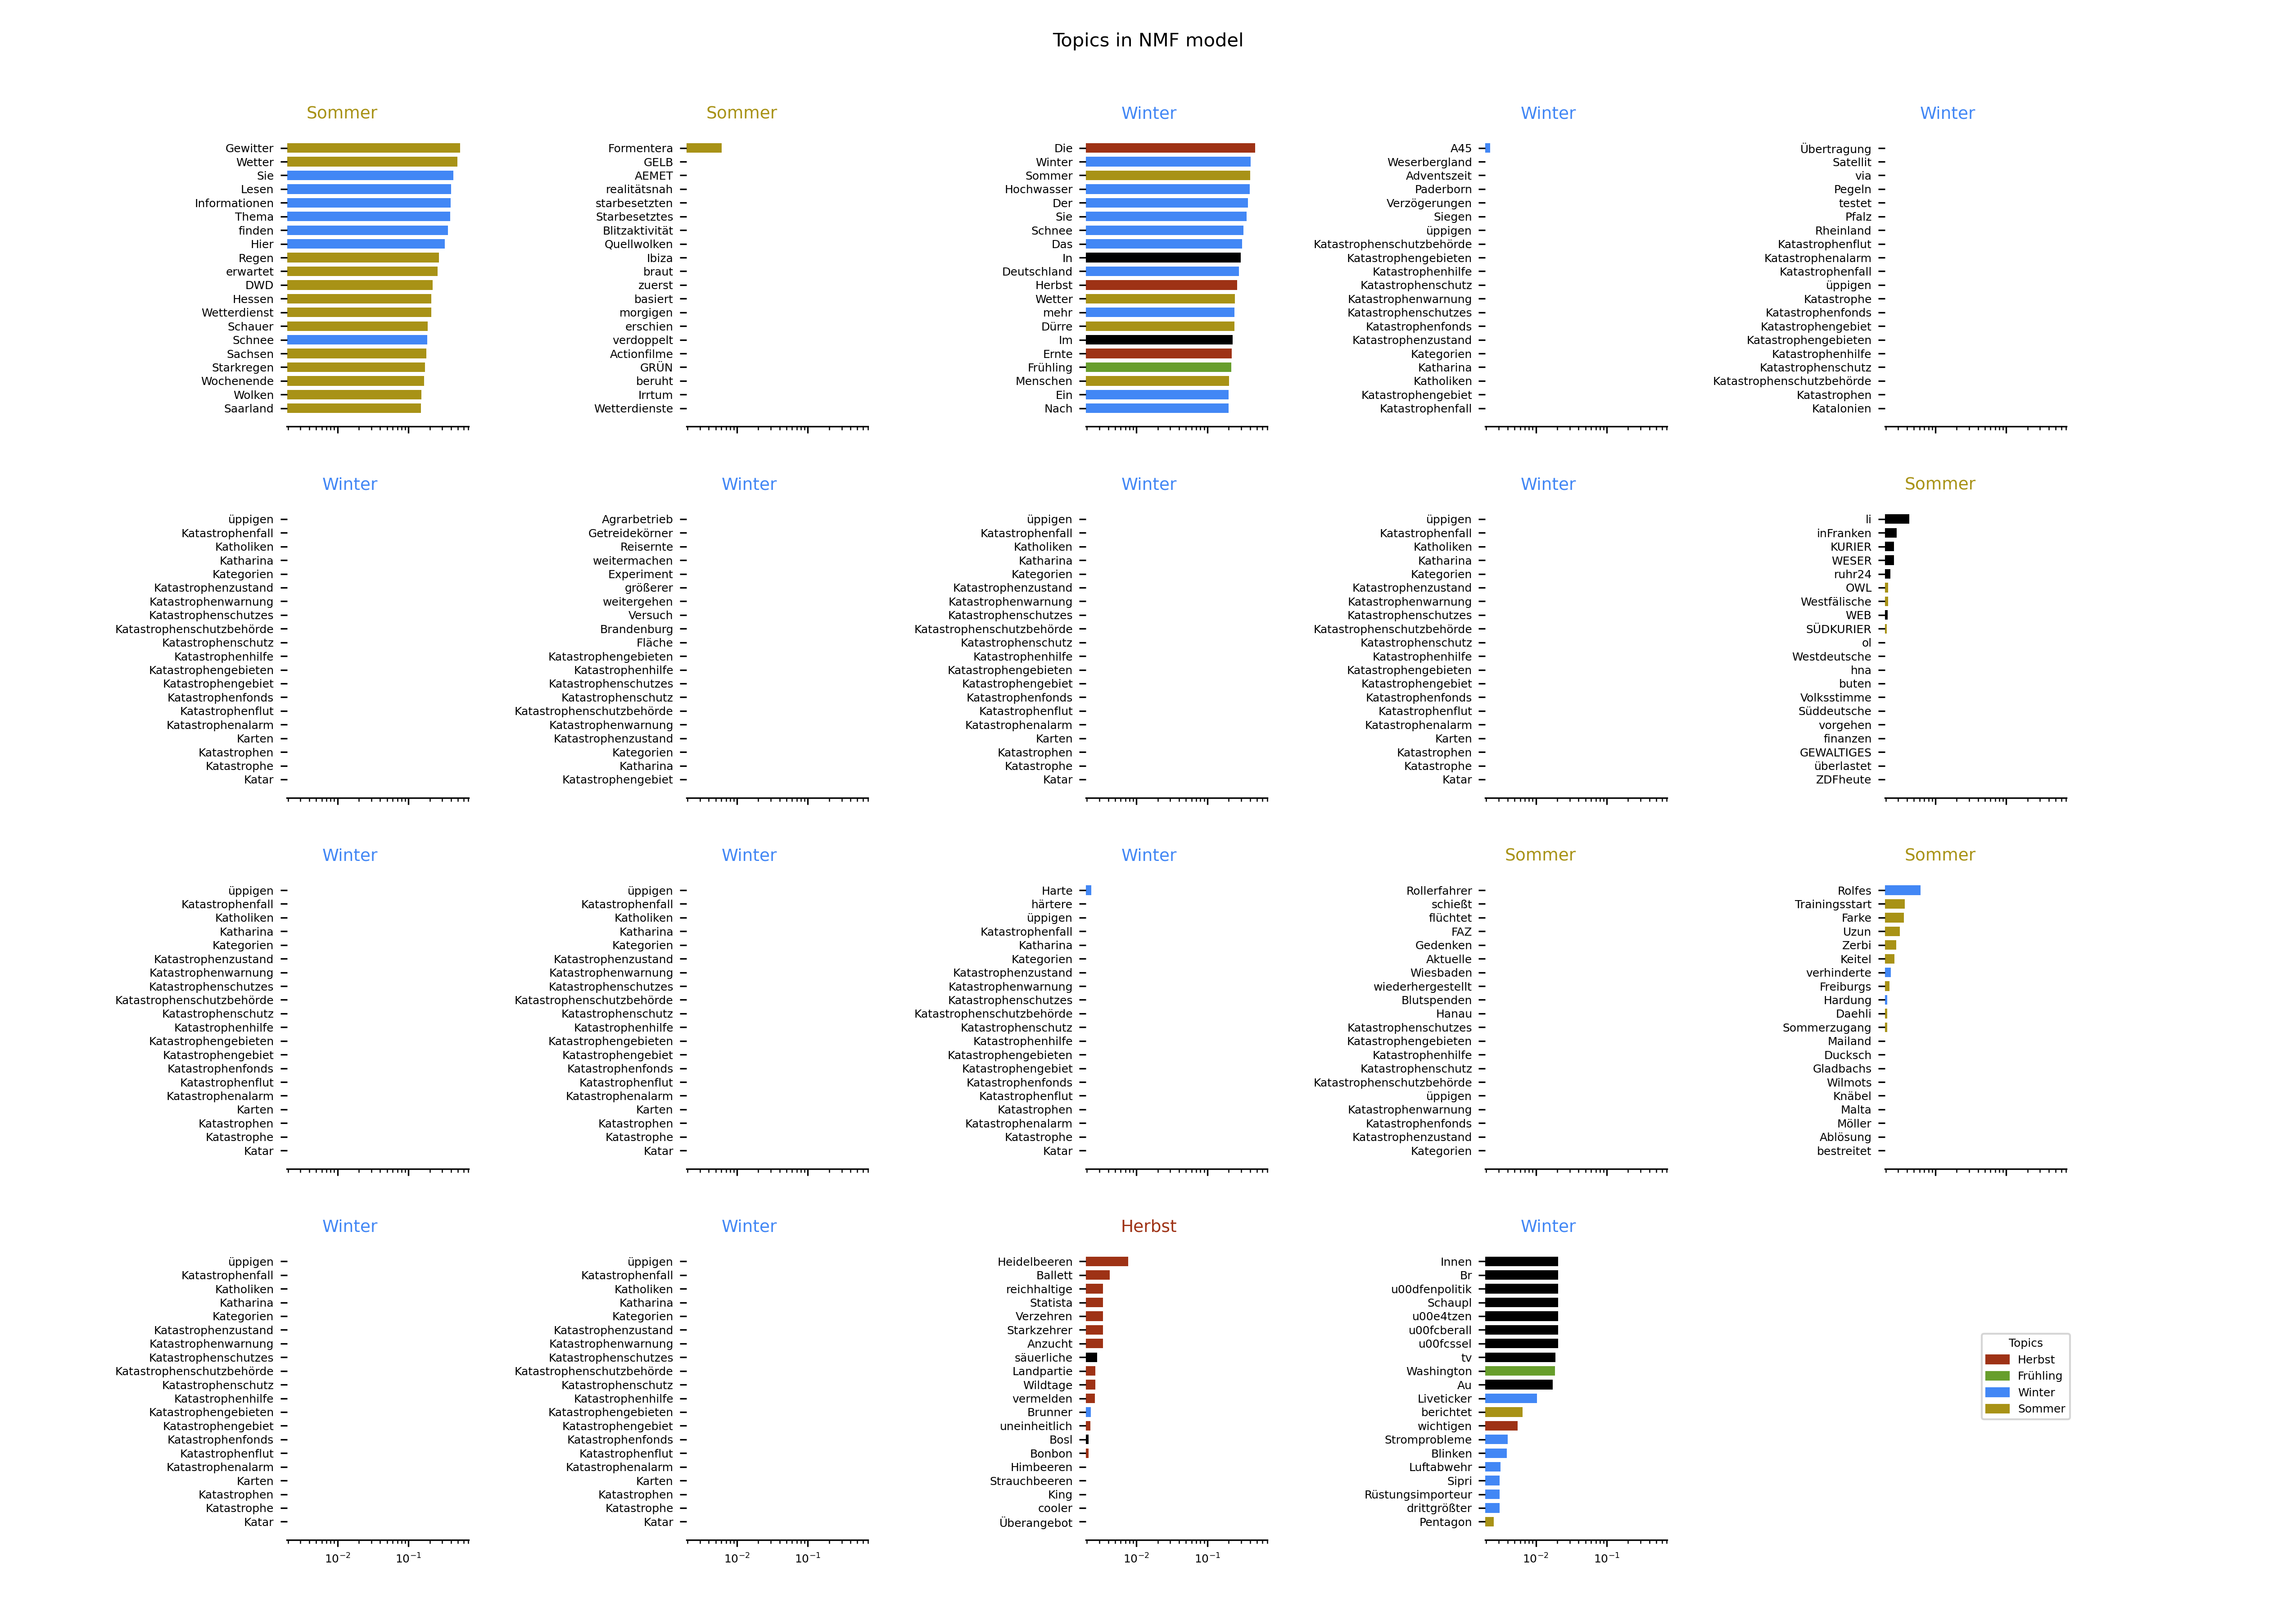 Topics in NMF model
Sommer
Gewitter
Wetter
Sie
Lesen
Informationen
Thema
finden
Hier
Regen
erwartet
DWD
Hessen
Wetterdienst
Schauer
Schnee
Sachsen
Starkregen
Wochenende
Wolken
Saarland
Sommer
Formentera
GELB
AEMET
realitätsnah
starbesetzten
Starbesetztes
Blitzaktivität
Quellwolken
Ibiza
braut
zuerst
basiert
morgigen
erschien
verdoppelt
Actionfilme
GRÜN
beruht
Irrtum
Wetterdienste
Winter
Die
Winter
Sommer
Hochwasser
Der
Sie
Schnee
Das
In
Deutschland
Herbst
Wetter
mehr
Dürre
Im
Ernte
Frühling
Menschen
Ein
Nach
Winter
A45
Weserbergland
Adventszeit
Paderborn
Verzögerungen
Siegen
üppigen
Katastrophenschutzbehörde
Katastrophengebieten
Katastrophenhilfe
Katastrophenschutz
Katastrophenwarnung
Katastrophenschutzes
Katastrophenfonds
Katastrophenzustand
Kategorien
Katharina
Katholiken
Katastrophengebiet
Katastrophenfall
Winter
Übertragung
Satellit
via
Pegeln
testet
Pfalz
Rheinland
Katastrophenflut
Katastrophenalarm
Katastrophenfall
üppigen
Katastrophe
Katastrophenfonds
Katastrophengebiet
Katastrophengebieten
Katastrophenhilfe
Katastrophenschutz
Katastrophenschutzbehörde
Katastrophen
Katalonien
Winter
üppigen
Katastrophenfall
Katholiken
Katharina
Kategorien
Katastrophenzustand
Katastrophenwarnung
Katastrophenschutzes
Katastrophenschutzbehörde
Katastrophenschutz
Katastrophenhilfe
Katastrophengebieten
Katastrophengebiet
Katastrophenfonds
Katastrophenflut
Katastrophenalarm
Karten
Katastrophen
Katastrophe
Katar
Winter
Agrarbetrieb
Getreidekörner
Reisernte
weitermachen
Experiment
größerer
weitergehen
Versuch
Brandenburg
Fläche
Katastrophengebieten
Katastrophenhilfe
Katastrophenschutzes
Katastrophenschutz
Katastrophenschutzbehörde
Katastrophenwarnung
Katastrophenzustand
Kategorien
Katharina
Katastrophengebiet
Winter
üppigen
Katastrophenfall
Katholiken
Katharina
Kategorien
Katastrophenzustand
Katastrophenwarnung
Katastrophenschutzes
Katastrophenschutzbehörde
Katastrophenschutz
Katastrophenhilfe
Katastrophengebieten
Katastrophengebiet
Katastrophenfonds
Katastrophenflut
Katastrophenalarm
Karten
Katastrophen
Katastrophe
Katar
Winter
üppigen
Katastrophenfall
Katholiken
Katharina
Kategorien
Katastrophenzustand
Katastrophenwarnung
Katastrophenschutzes
Katastrophenschutzbehörde
Katastrophenschutz
Katastrophenhilfe
Katastrophengebieten
Katastrophengebiet
Katastrophenfonds
Katastrophenflut
Katastrophenalarm
Karten
Katastrophen
Katastrophe
Katar
Sommer
li
inFranken
KURIER
WESER
ruhr24
OWL
Westfälische
WEB
SÜDKURIER
ol
Westdeutsche
hna
buten
Volksstimme
Süddeutsche
vorgehen
finanzen
GEWALTIGES
überlastet
ZDFheute
Winter
üppigen
Katastrophenfall
Katholiken
Katharina
Kategorien
Katastrophenzustand
Katastrophenwarnung
Katastrophenschutzes
Katastrophenschutzbehörde
Katastrophenschutz
Katastrophenhilfe
Katastrophengebieten
Katastrophengebiet
Katastrophenfonds
Katastrophenflut
Katastrophenalarm
Karten
Katastrophen
Katastrophe
Katar
Winter
üppigen
Katastrophenfall
Katholiken
Katharina
Kategorien
Katastrophenzustand
Katastrophenwarnung
Katastrophenschutzes
Katastrophenschutzbehörde
Katastrophenschutz
Katastrophenhilfe
Katastrophengebieten
Katastrophengebiet
Katastrophenfonds
Katastrophenflut
Katastrophenalarm
Karten
Katastrophen
Katastrophe
Katar
Winter
Harte
härtere
üppigen
Katastrophenfall
Katharina
Kategorien
Katastrophenzustand
Katastrophenwarnung
Katastrophenschutzes
Katastrophenschutzbehörde
Katastrophenschutz
Katastrophenhilfe
Katastrophengebieten
Katastrophengebiet
Katastrophenfonds
Katastrophenflut
Katastrophen
Katastrophenalarm
Katastrophe
Katar
Sommer
Rollerfahrer
schießt
flüchtet
FAZ
Gedenken
Aktuelle
Wiesbaden
wiederhergestellt
Blutspenden
Hanau
Katastrophenschutzes
Katastrophengebieten
Katastrophenhilfe
Katastrophenschutz
Katastrophenschutzbehörde
üppigen
Katastrophenwarnung
Katastrophenfonds
Katastrophenzustand
Kategorien
Sommer
Rolfes
Trainingsstart
Farke
Uzun
Zerbi
Keitel
verhinderte
Freiburgs
Hardung
Daehli
Sommerzugang
Mailand
Ducksch
Gladbachs
Wilmots
Knäbel
Malta
Möller
Ablösung
bestreitet
Winter
üppigen
Katastrophenfall
Katholiken
Katharina
Kategorien
Katastrophenzustand
Katastrophenwarnung
Katastrophenschutzes
Katastrophenschutzbehörde
Katastrophenschutz
Katastrophenhilfe
Katastrophengebieten
Katastrophengebiet
Katastrophenfonds
Katastrophenflut
Katastrophenalarm
Karten
Katastrophen
Katastrophe
Katar
10⁻² 10⁻¹
Winter
üppigen
Katastrophenfall
Katholiken
Katharina
Kategorien
Katastrophenzustand
Katastrophenwarnung
Katastrophenschutzes
Katastrophenschutzbehörde
Katastrophenschutz
Katastrophenhilfe
Katastrophengebieten
Katastrophengebiet
Katastrophenfonds
Katastrophenflut
Katastrophenalarm
Karten
Katastrophen
Katastrophe
Katar
10⁻² 10⁻¹
Herbst
Heidelbeeren
Ballett
reichhaltige
Statista
Verzehren
Starkzehrer
Anzucht
säuerliche
Landpartie
Wildtage
vermelden
Brunner
uneinheitlich
Bosl
Bonbon
Himbeeren
Strauchbeeren
King
cooler
Überangebot
10⁻² 10⁻¹
Winter
Innen
Br
u00dfenpolitik
Schaupl
u00e4tzen
u00fcberall
u00fcssel
tv
Washington
Au
Liveticker
berichtet
wichtigen
Stromprobleme
Blinken
Luftabwehr
Sipri
Rüstungsimporteur
drittgrößter
Pentagon
10⁻² 10⁻¹
Topics
Herbst
Frühling
Winter
Sommer